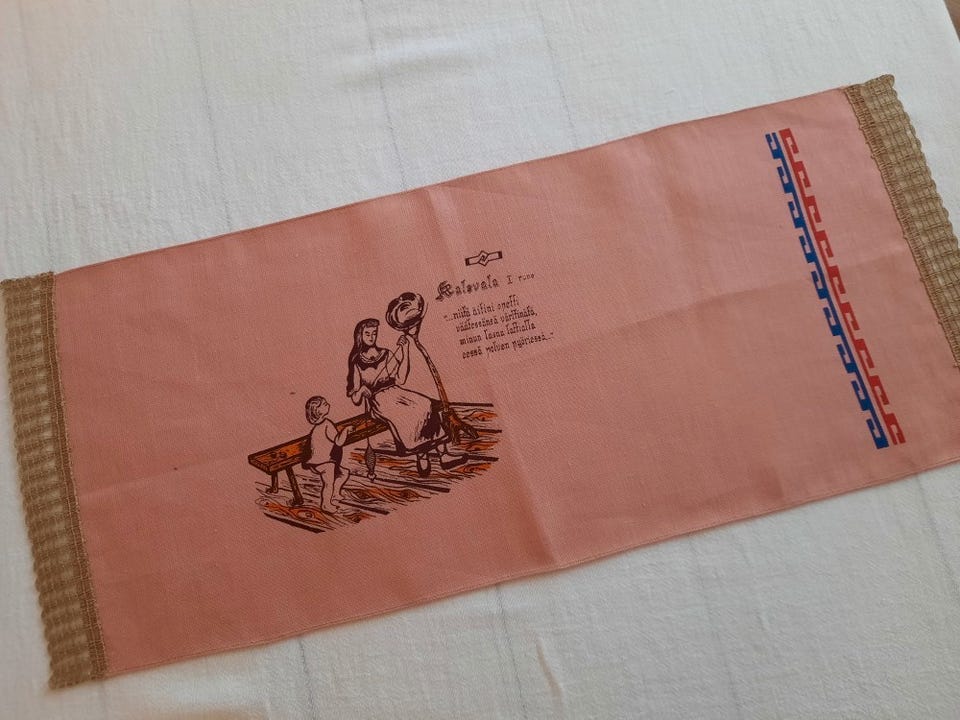 Kalevala I runo
"...niitä äitini opetti
väätessänsä värttinätä,
minun lasna lattialla
eessä polven pyöriessä..."